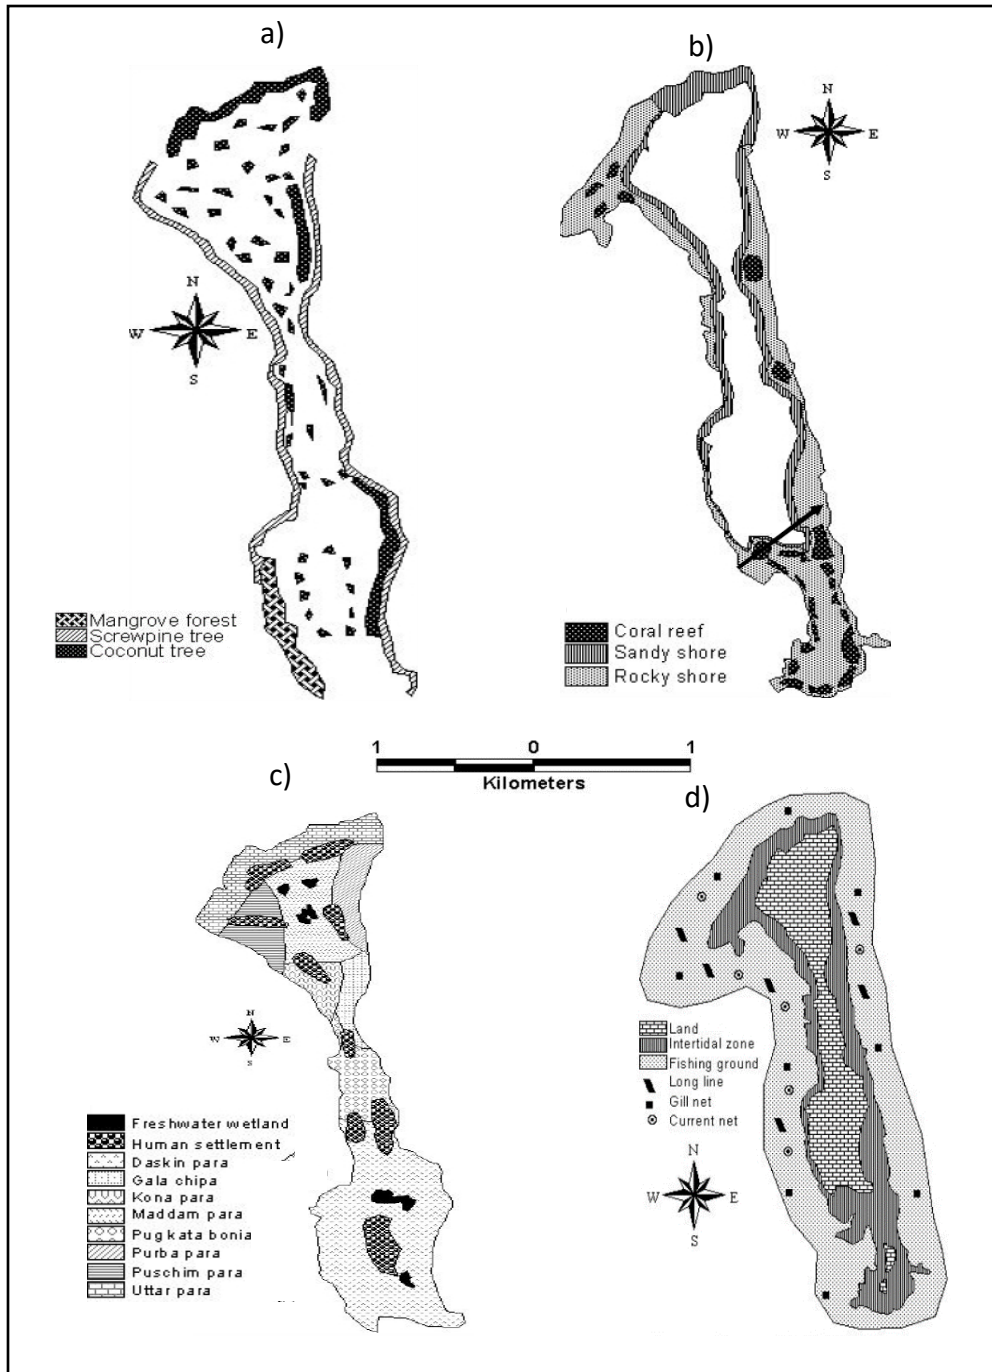 a)
N
W E
S
Mangrove forest
Screwpine tree
Coconut tree
b)
N
W E
S
Coral reef
Sandy shore
Rocky shore
1 0 1
Kilometers
c)
N
W E
S
Freshwater wetland
Human settlement
Daskin para
Gala chipa
Kona para
Maddam para
Pugkata bonia
Purba para
Puschim para
Uttar para
d)
Land
Intertidal zone
Fishing ground
Long line
Gill net
Current net
N
W E
S